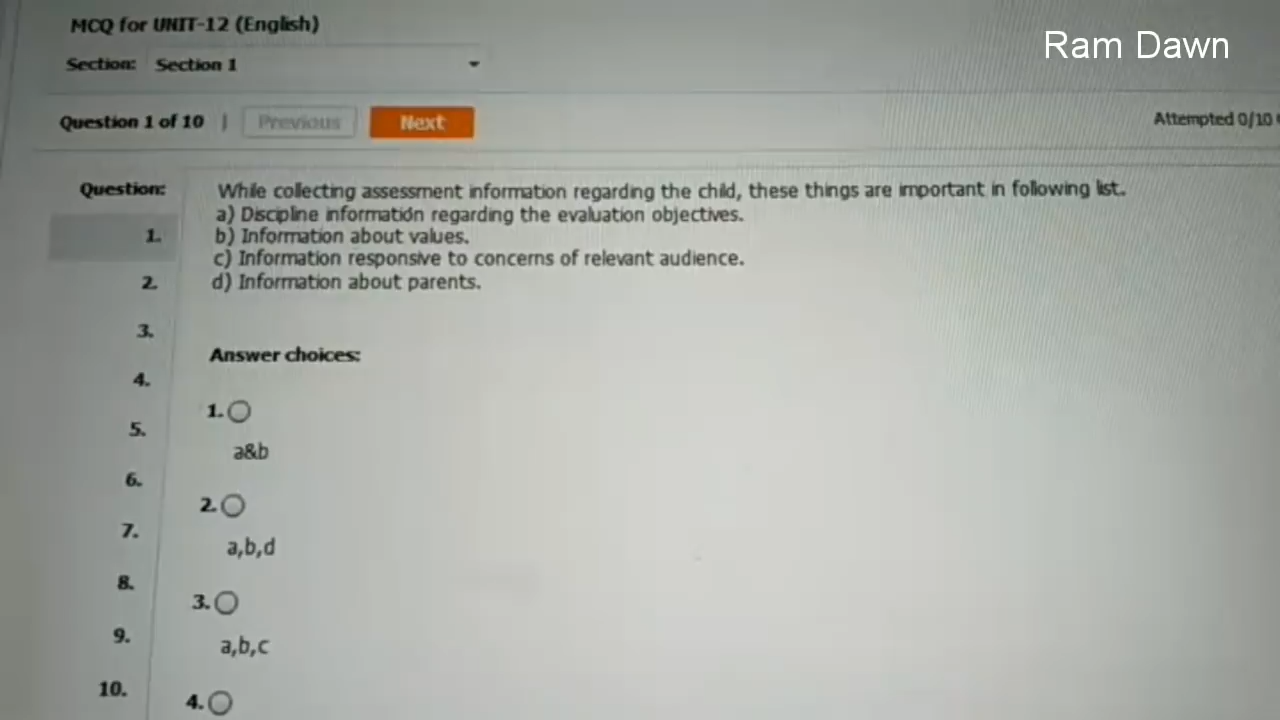 MCQ for UNIT-12 (English)
Ram Dawn
Section: Section 1
Question 1 of 10 | Previous Next
Attempted 0/10
Question:
While collecting assessment information regarding the child, these things are important in following list.
a) Discipline information regarding the evaluation objectives.
b) Information about values.
c) Information responsive to concerns of relevant audience.
d) Information about parents.
1.
2.
3.
4.
5.
6.
7.
8.
9.
10.
Answer choices:
1.
a&b
2.
a,b,d
3.
a,b,c
4.